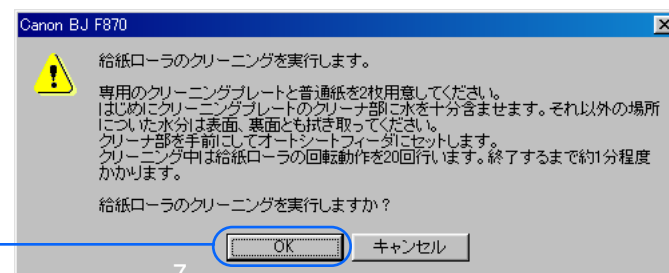 Canon BJ F870
給紙ローラのクリーニングを実行します。
専用のクリーニングプレートと普通紙を2枚用意してください。
はじめにクリーニングプレートのクリーナ部に水を十分含ませます。それ以外の場所
についた水分は表面、裏面とも拭き取ってください。
クリーナ部を手前にしてオートシートフィーダにセットします。
クリーニング中は給紙ローラの回転動作を20回行います。終了するまで約1分程度
かかります。
給紙ローラのクリーニングを実行しますか？
OK キャンセル
7